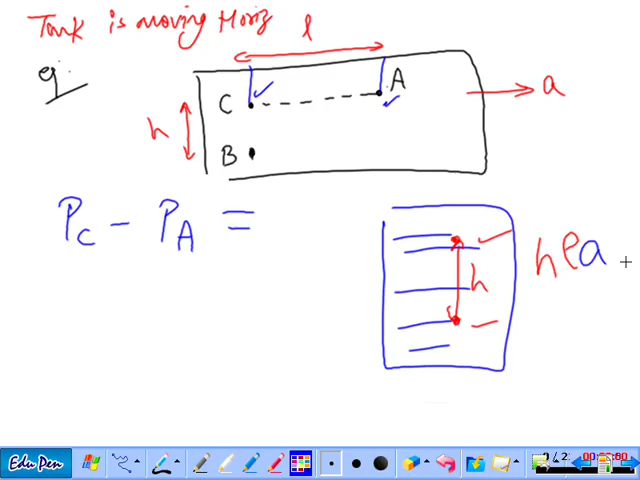 Tank is moving Horiz
eg.
l
C
A
a
h
B
P_C - P_A =
h
hρa
Edu Pen